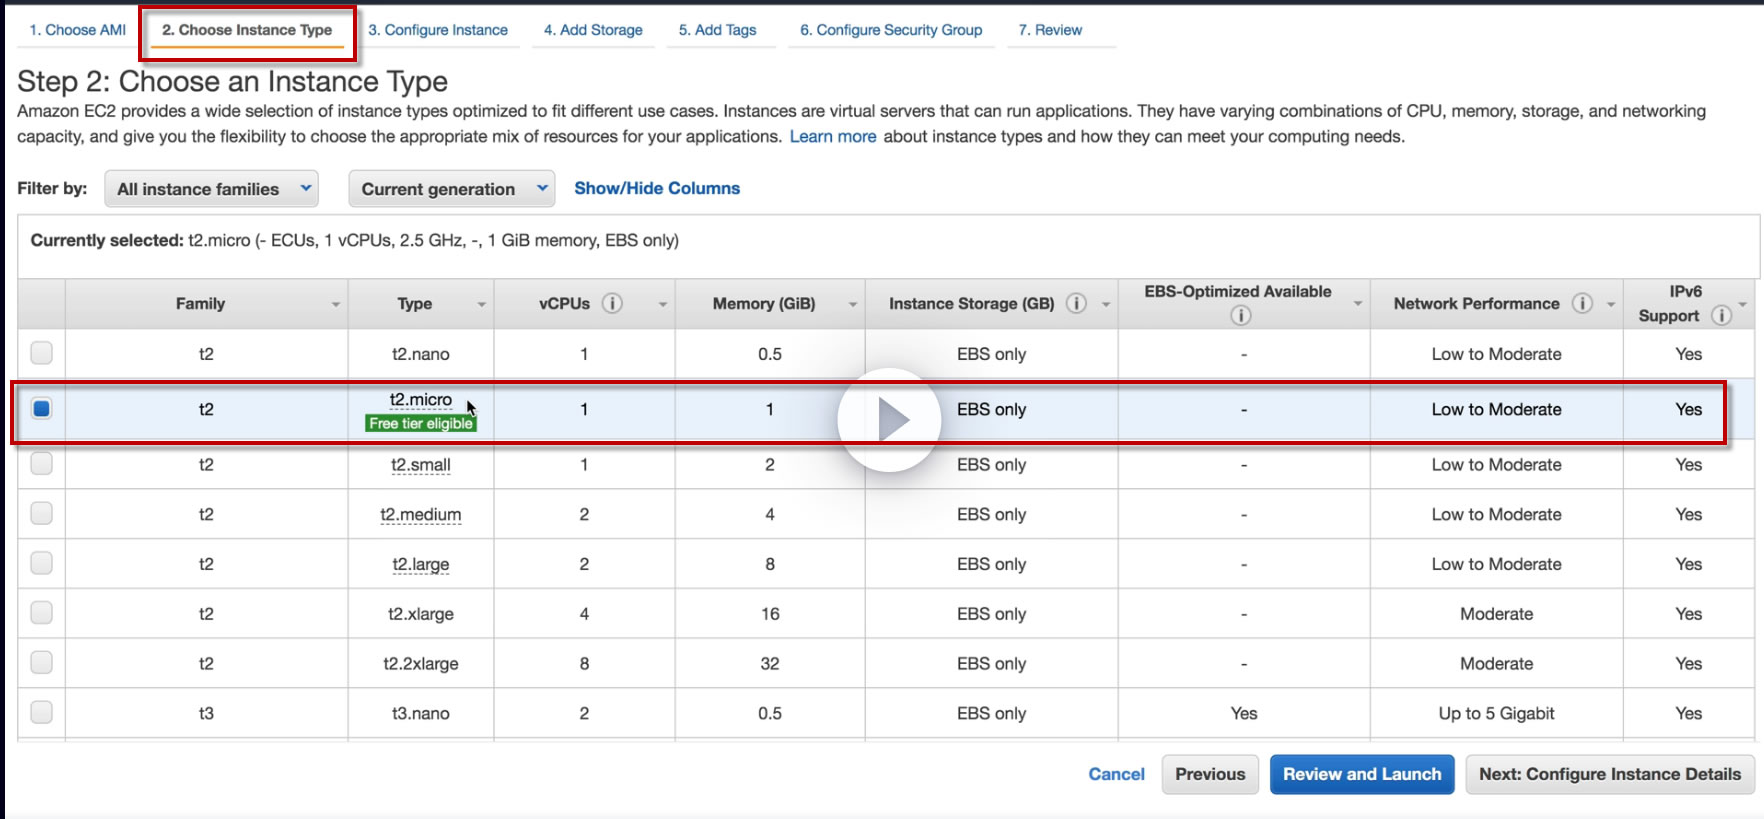 1. Choose AMI 2. Choose Instance Type 3. Configure Instance 4. Add Storage 5. Add Tags 6. Configure Security Group 7. Review
Step 2: Choose an Instance Type
Amazon EC2 provides a wide selection of instance types optimized to fit different use cases. Instances are virtual servers that can run applications. They have varying combinations of CPU, memory, storage, and networking
capacity, and give you the flexibility to choose the appropriate mix of resources for your applications. Learn more about instance types and how they can meet your computing needs.
Filter by: All instance families Current generation Show/Hide Columns
Currently selected: t2.micro (- ECUs, 1 vCPUs, 2.5 GHz, -, 1 GiB memory, EBS only)
Family Type vCPUs i Memory (GiB) Instance Storage (GB) i EBS-Optimized Available i Network Performance i IPv6 Support i
t2 t2.nano 1 0.5 EBS only - Low to Moderate Yes
t2 t2.micro Free tier eligible 1 1 EBS only - Low to Moderate Yes
t2 t2.small 1 2 EBS only - Low to Moderate Yes
t2 t2.medium 2 4 EBS only - Low to Moderate Yes
t2 t2.large 2 8 EBS only - Low to Moderate Yes
t2 t2.xlarge 4 16 EBS only - Moderate Yes
t2 t2.2xlarge 8 32 EBS only - Moderate Yes
t3 t3.nano 2 0.5 EBS only Yes Up to 5 Gigabit Yes
Cancel Previous Review and Launch Next: Configure Instance Details